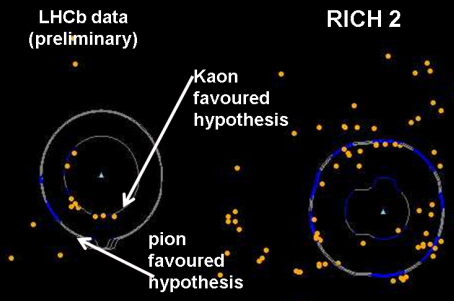 LHCb data
(preliminary)
RICH 2
Kaon
favoured
hypothesis
pion
favoured
hypothesis